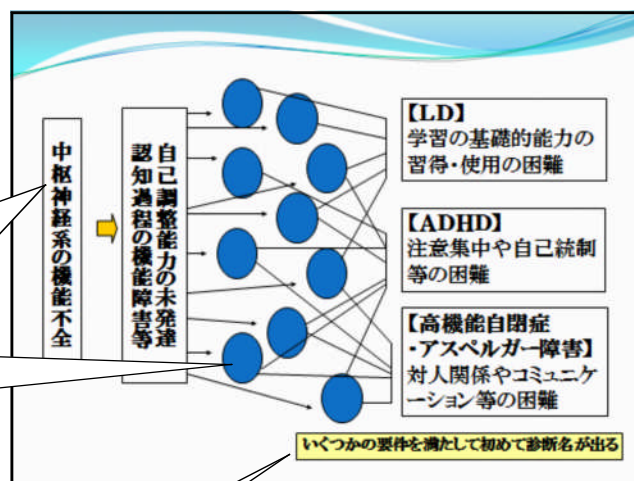 中枢神経系の機能不全
自己調整能力の未発達
認知過程の機能障害等
【LD】
学習の基礎的能力の
習得・使用の困難
【ADHD】
注意集中や自己統制
等の困難
【高機能自閉症
・アスペルガー障害】
対人関係やコミュニケ
ーション等の困難
いくつかの要件を満たして初めて診断名が出る